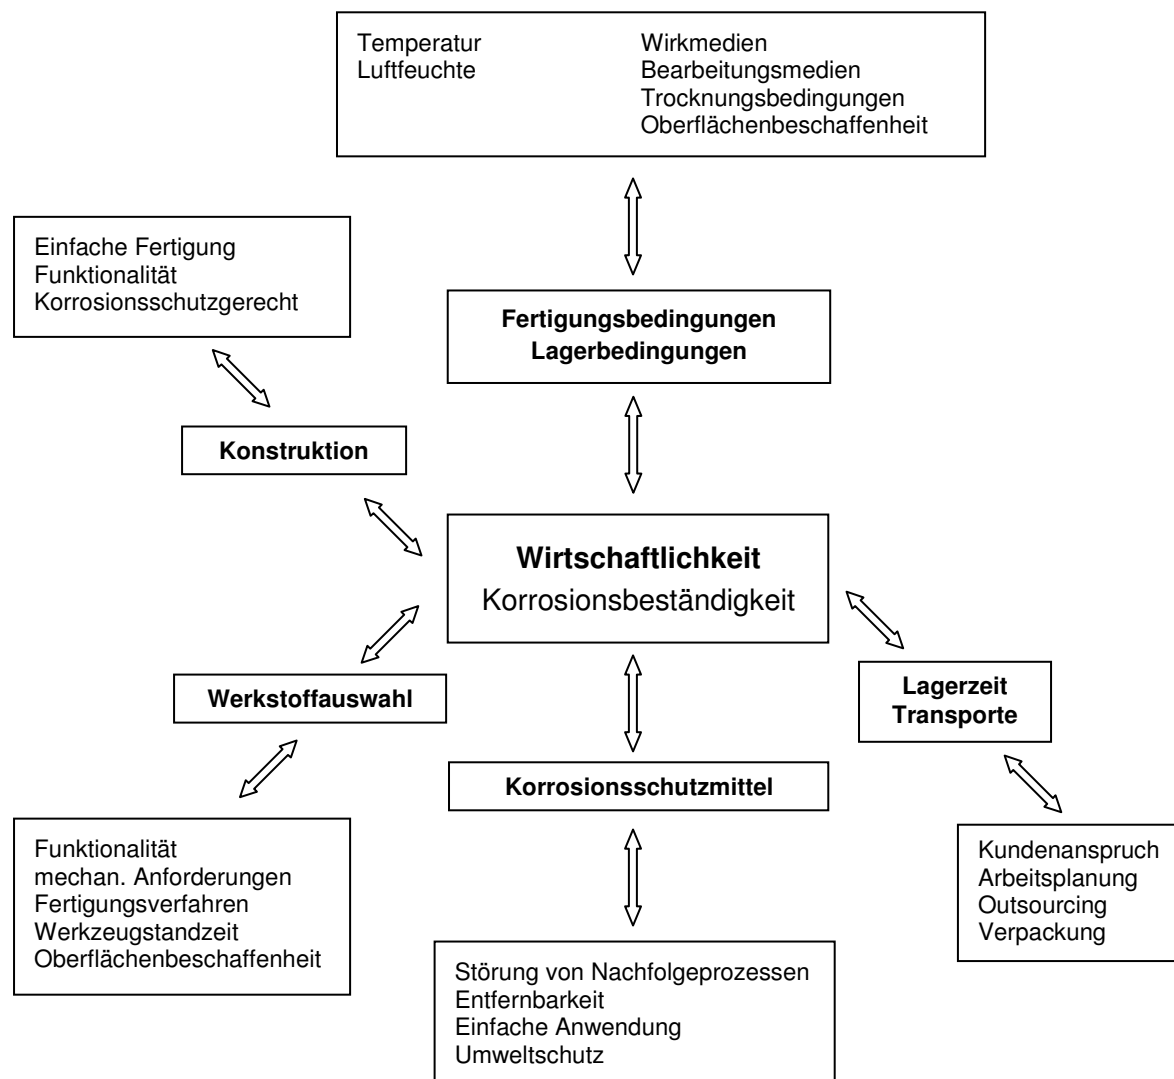 Temperatur
Luftfeuchte
Wirkmedien
Bearbeitungsmedien
Trocknungsbedingungen
Oberflächenbeschaffenheit
Einfache Fertigung
Funktionalität
Korrosionsschutzgerecht
Fertigungsbedingungen
Lagerbedingungen
Konstruktion
Wirtschaftlichkeit
Korrosionsbeständigkeit
Werkstoffauswahl
Lagerzeit
Transporte
Korrosionsschutzmittel
Funktionalität
mechan. Anforderungen
Fertigungsverfahren
Werkzeugstandzeit
Oberflächenbeschaffenheit
Kundenanspruch
Arbeitsplanung
Outsourcing
Verpackung
Störung von Nachfolgeprozessen
Entfernbarkeit
Einfache Anwendung
Umweltschutz